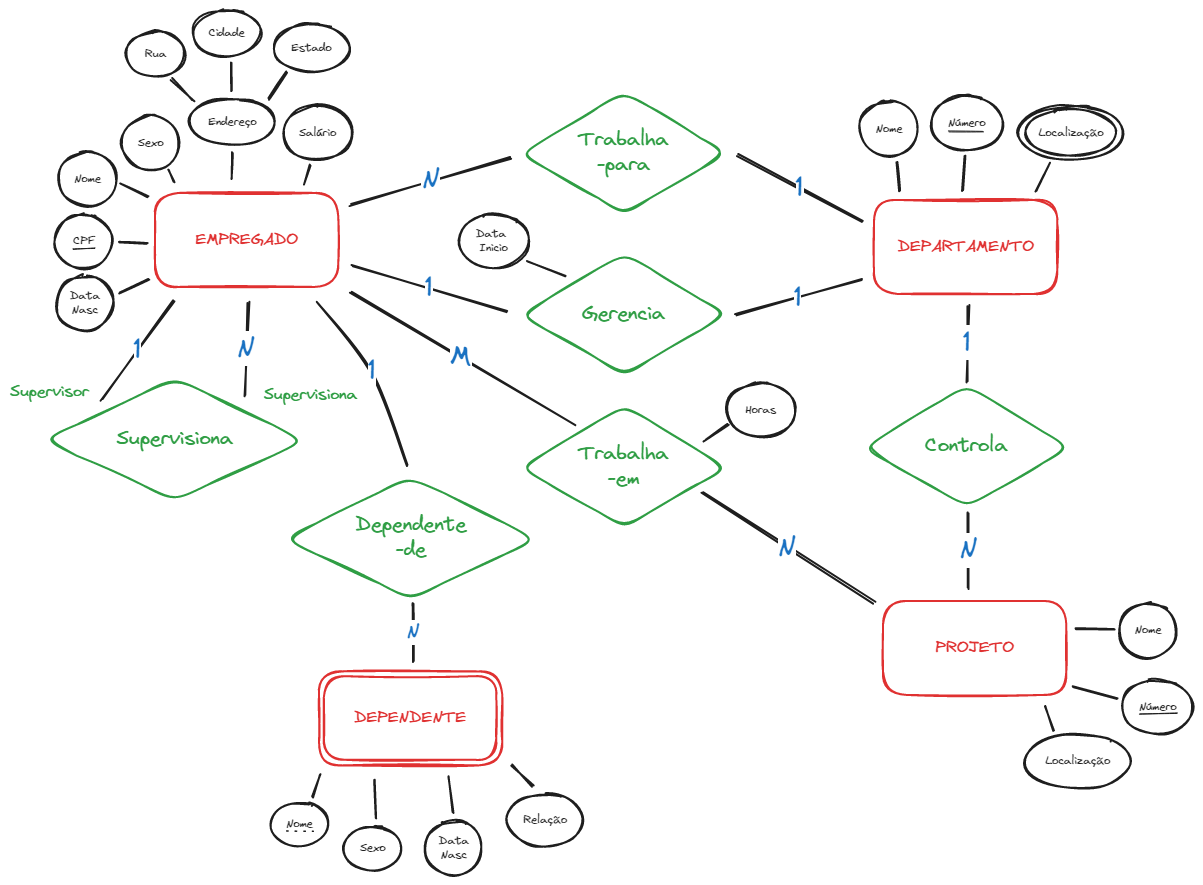 Rua
Cidade
Estado
Endereço
Salário
Sexo
Nome
CPF
Data
Nasc
EMPREGADO
N
Trabalha
-para
1
Nome
Número
Localização
DEPARTAMENTO
Data
Inicio
1
Gerencia
1
1
N
Supervisor
Supervisiona
Supervisiona
1
M
Horas
Trabalha
-em
N
1
Controla
N
Dependente
-de
N
DEPENDENTE
Nome
Sexo
Data
Nasc
Relação
PROJETO
Nome
Número
Localização